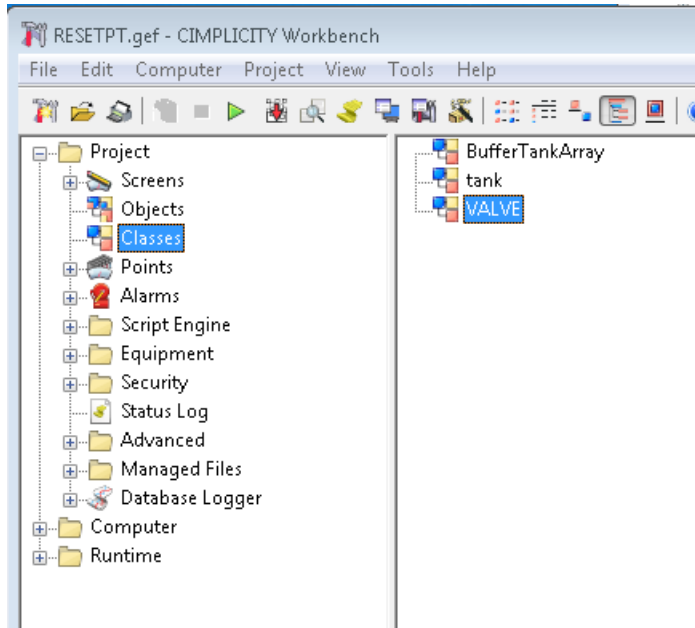 RESETPT.gef - CIMPLICITY Workbench
File Edit Computer Project View Tools Help
Project
Screens
Objects
Classes
Points
Alarms
Script Engine
Equipment
Security
Status Log
Advanced
Managed Files
Database Logger
Computer
Runtime
BufferTankArray
tank
VALVE